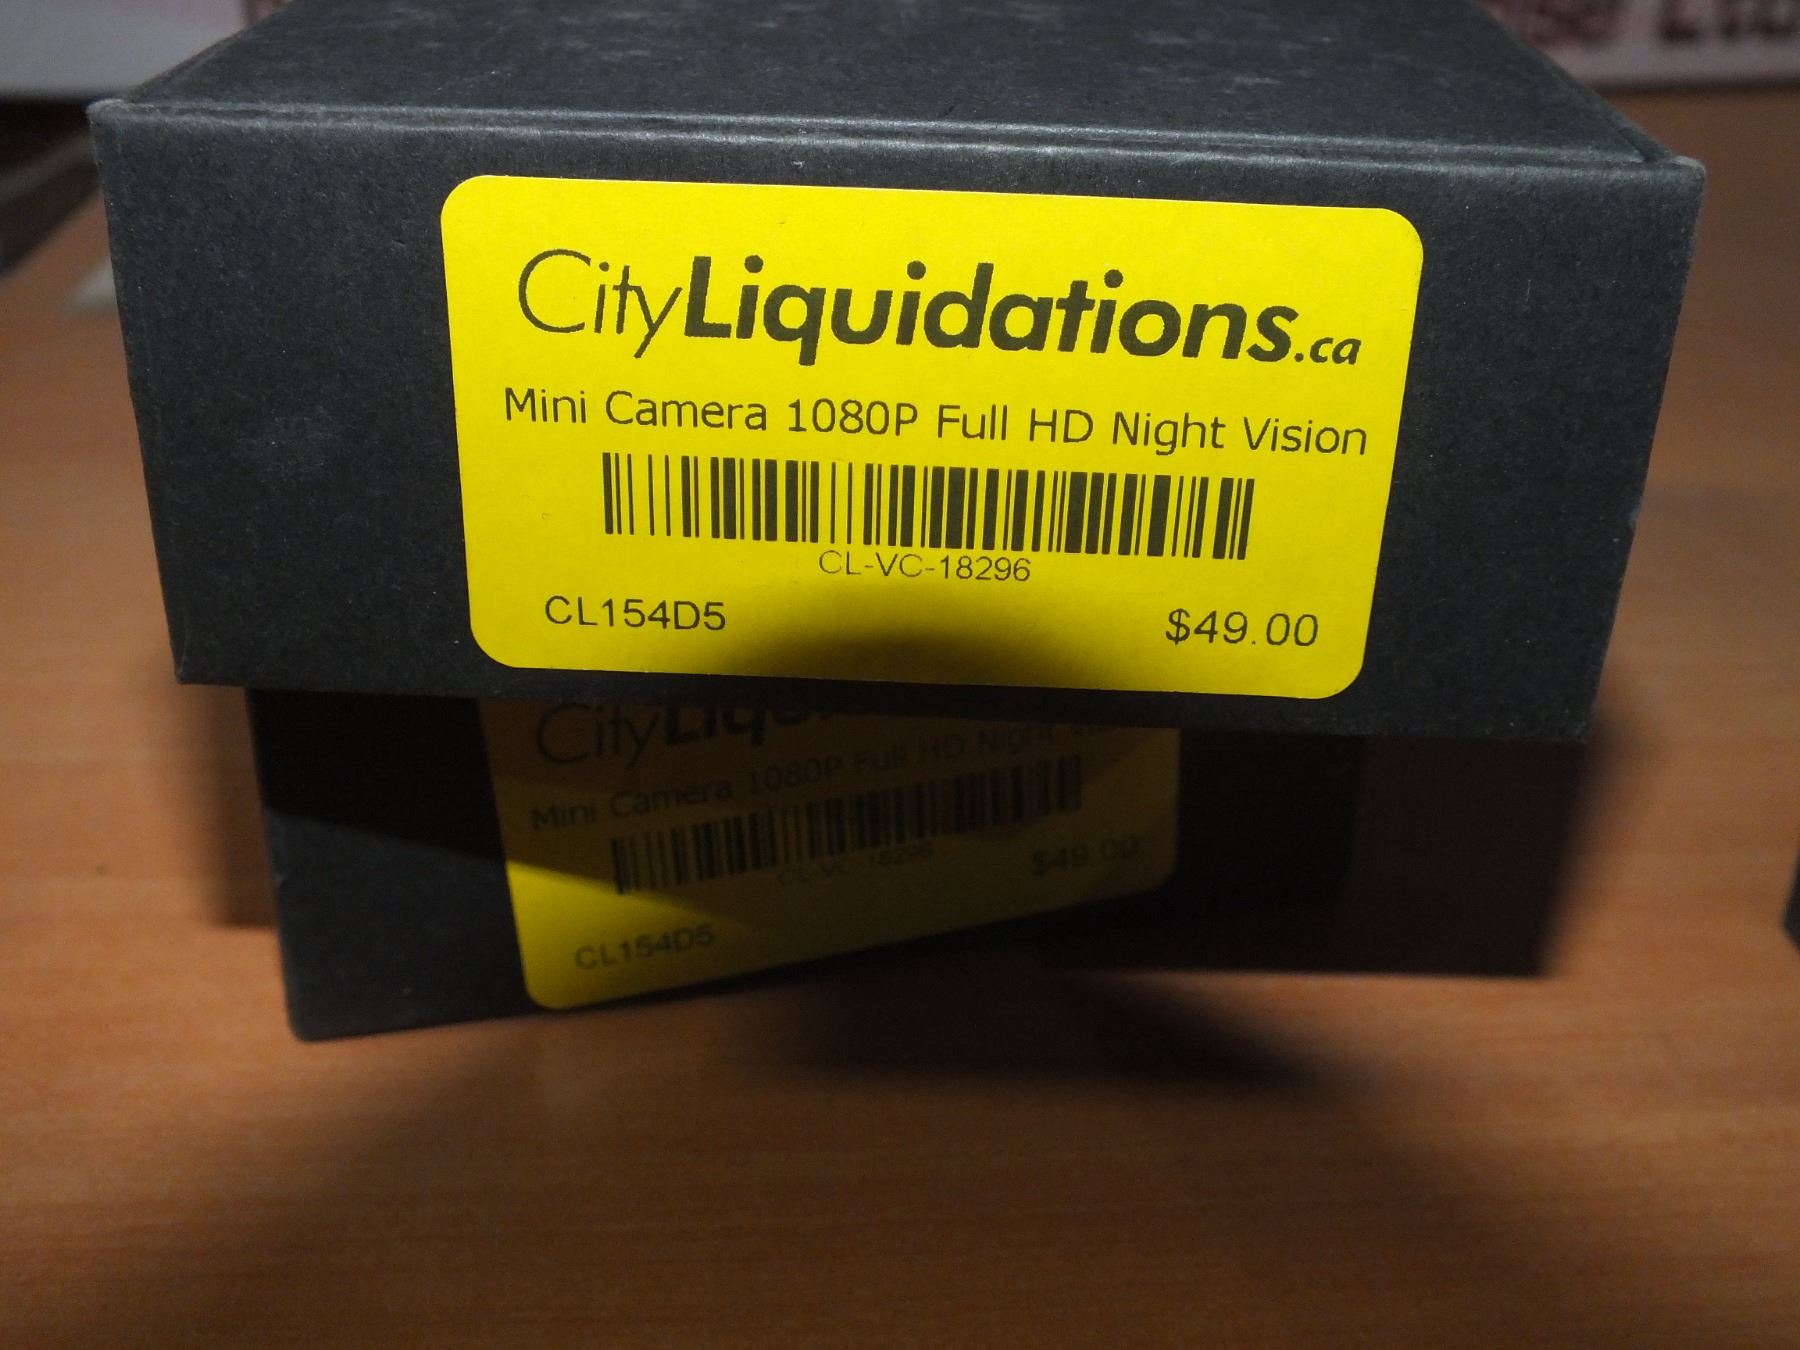 CityLiquidations.ca
Mini Camera 1080P Full HD Night Vision
CL-VC-18296
CL154D5
$49.00
City
Mini Camera 1080P Full HD Night
CL-VC-18296
$49.00
CL154D5